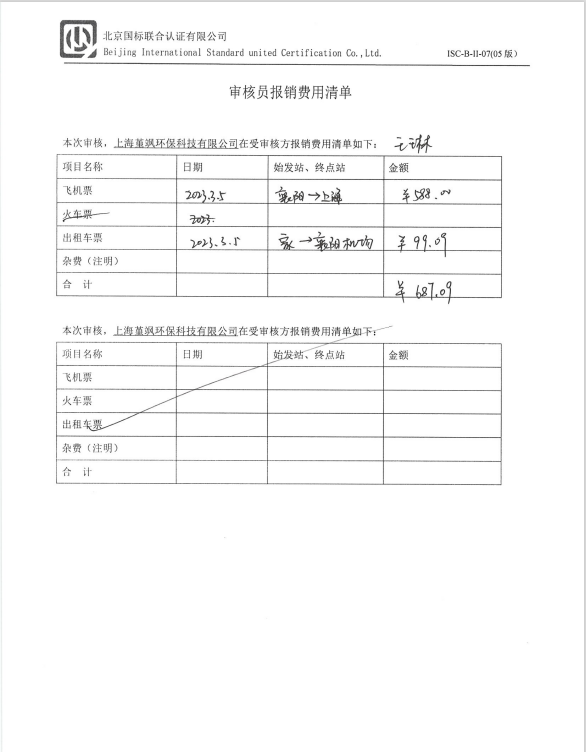 北京国标联合认证有限公司
Beijing International Standard united Certification Co.,Ltd. ISC-B-II-07(05 版)
审核员报销费用清单
本次审核，上海堇飒环保科技有限公司在受审核方报销费用清单如下： 王琳林
项目名称 日期 始发站、终点站 金额
飞机票 2023.3.5 襄阳→上海 ¥588.00
火车票 2023.
出租车票 2023.3.5 家→襄阳机场 ¥99.09
杂费（注明）
合 计 ¥687.09
本次审核，上海堇飒环保科技有限公司在受审核方报销费用清单如下：
项目名称 日期 始发站、终点站 金额
飞机票
火车票
出租车票
杂费（注明）
合 计